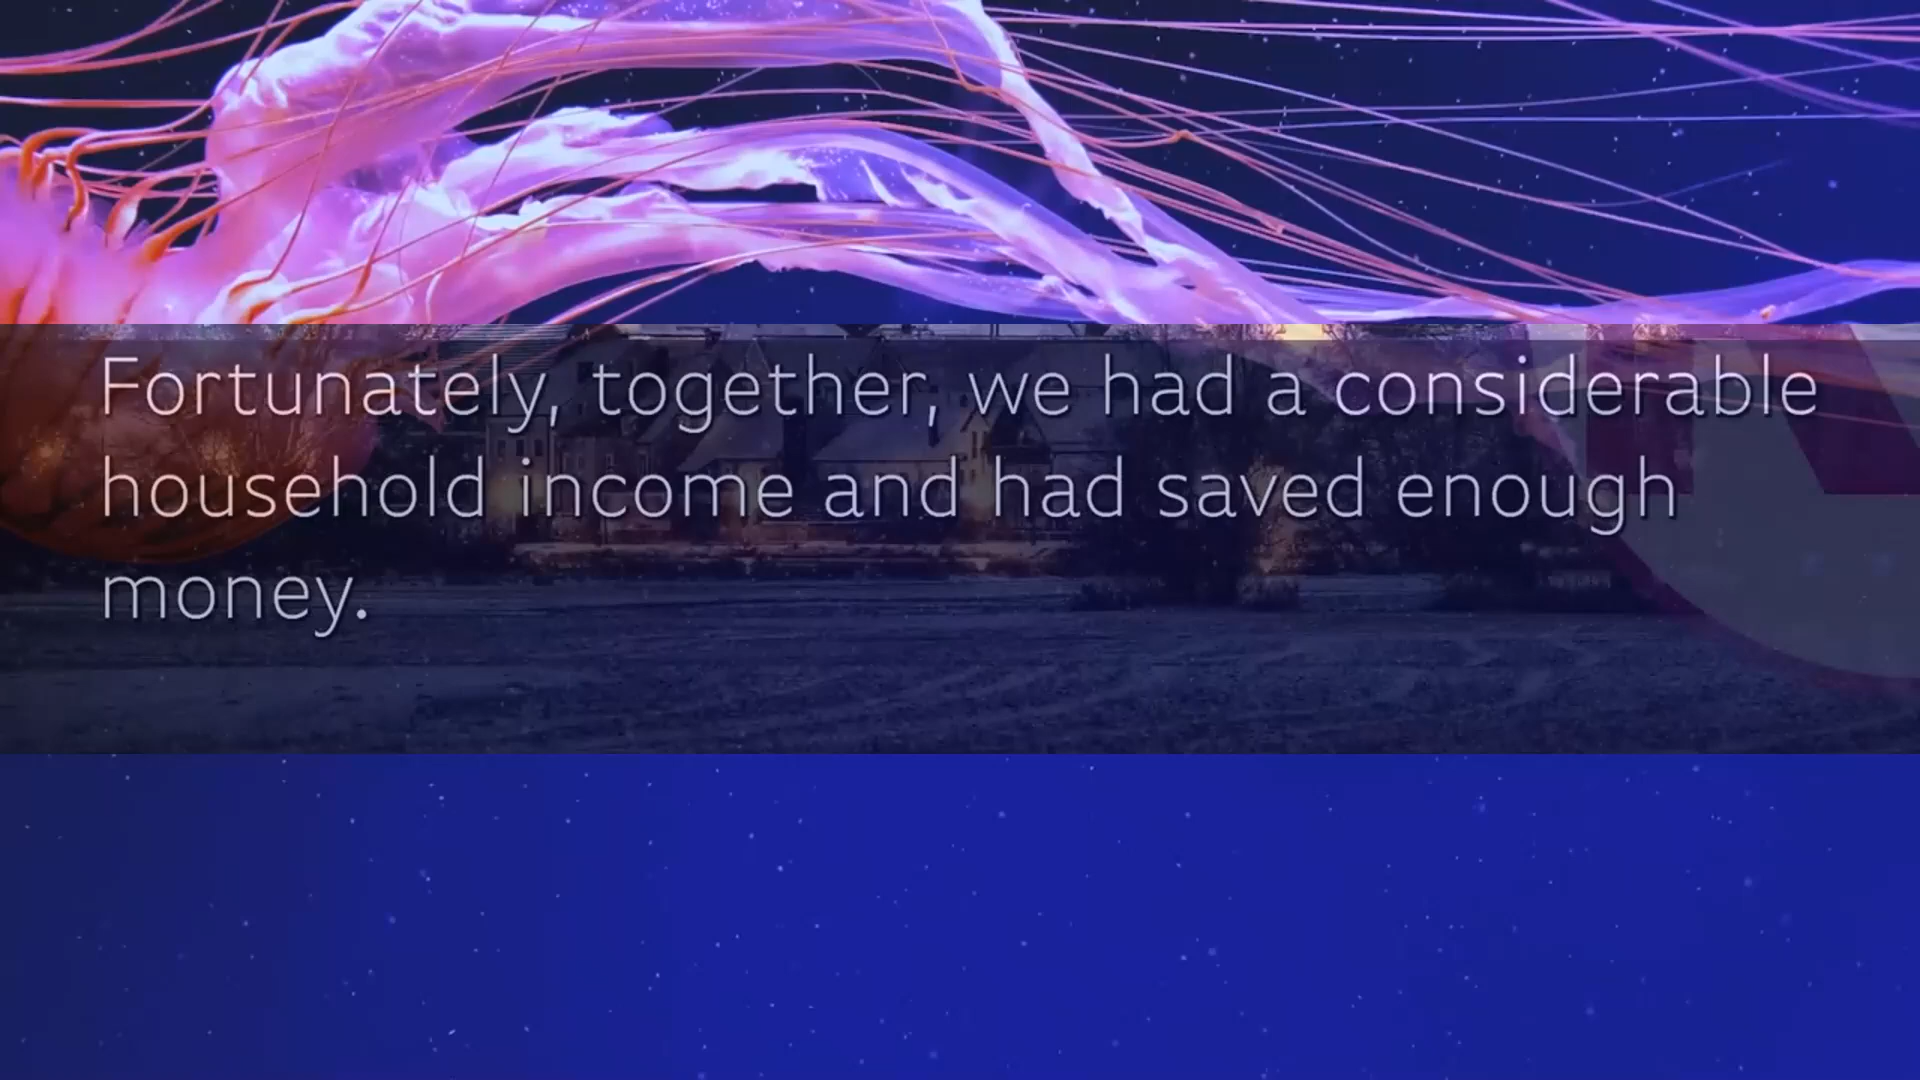 Fortunately, together, we had a considerable
household income and had saved enough
money.